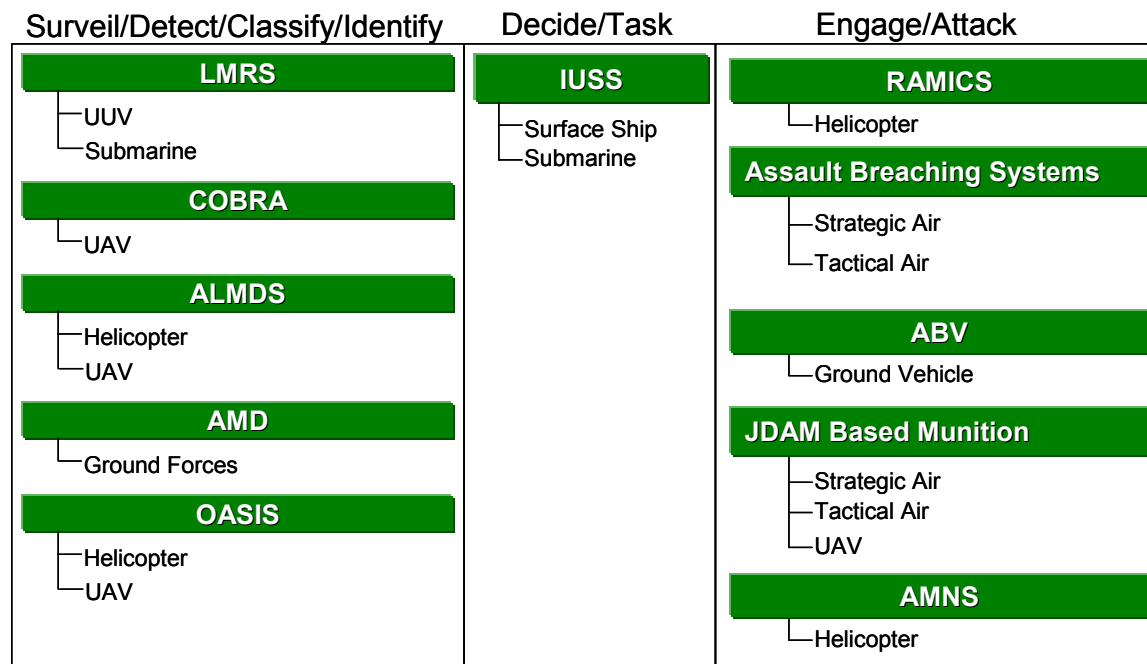 Surveil/Detect/Classify/Identify
LMRS
UUV
Submarine
COBRA
UAV
ALMDS
Helicopter
UAV
AMD
Ground Forces
OASIS
Helicopter
UAV
Decide/Task
IUSS
Surface Ship
Submarine
Engage/Attack
RAMICS
Helicopter
Assault Breaching Systems
Strategic Air
Tactical Air
ABV
Ground Vehicle
JDAM Based Munition
Strategic Air
Tactical Air
UAV
AMNS
Helicopter